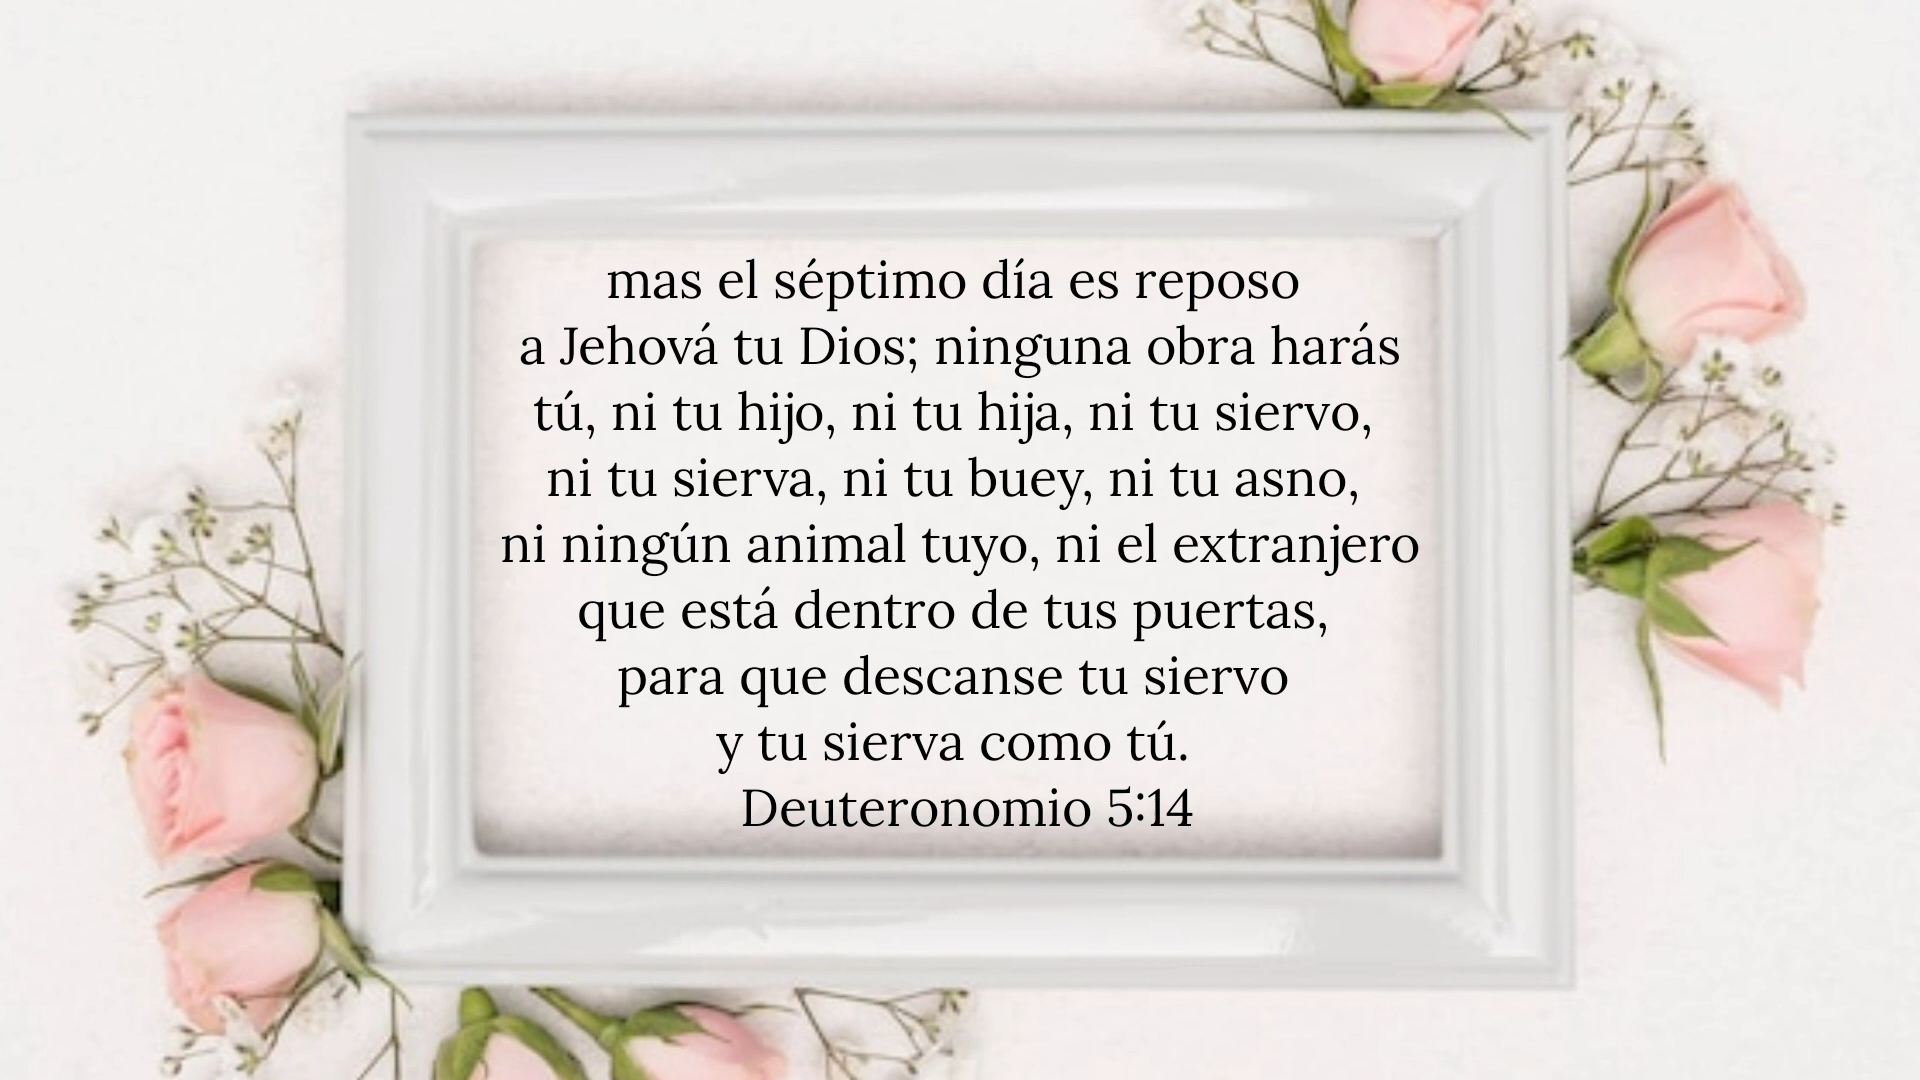 mas el séptimo día es reposo
a Jehová tu Dios; ninguna obra harás
tú, ni tu hijo, ni tu hija, ni tu siervo,
ni tu sierva, ni tu buey, ni tu asno,
ni ningún animal tuyo, ni el extranjero
que está dentro de tus puertas,
para que descanse tu siervo
y tu sierva como tú.
Deuteronomio 5:14